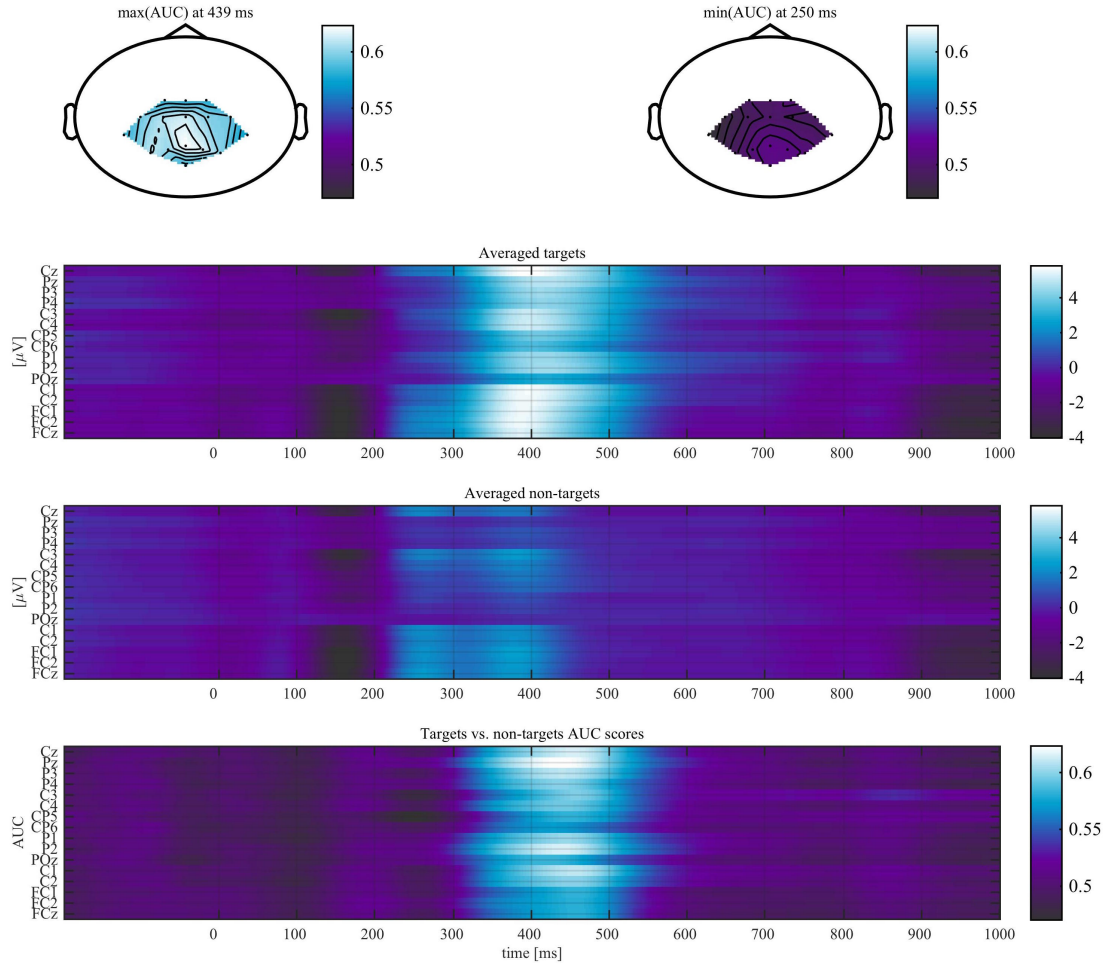 max(AUC) at 439 ms
0.6
0.55
0.5
min(AUC) at 250 ms
0.6
0.55
0.5
Averaged targets
[μV]
Cz
Pz
P3
P4
C3
C4
CP5
CP6
P1
P2
POz
C1
C2
FC1
FC2
FCz
0 100 200 300 400 500 600 700 800 900 1000
4
2
0
-2
-4
Averaged non-targets
[μV]
Cz
Pz
P3
P4
C3
C4
CP5
CP6
P1
P2
POz
C1
C2
FC1
FC2
FCz
0 100 200 300 400 500 600 700 800 900 1000
4
2
0
-2
-4
Targets vs. non-targets AUC scores
AUC
Cz
Pz
P3
P4
C3
C4
CP5
CP6
P1
P2
POz
C1
C2
FC1
FC2
FCz
0 100 200 300 400 500 600 700 800 900 1000
time [ms]
0.6
0.55
0.5